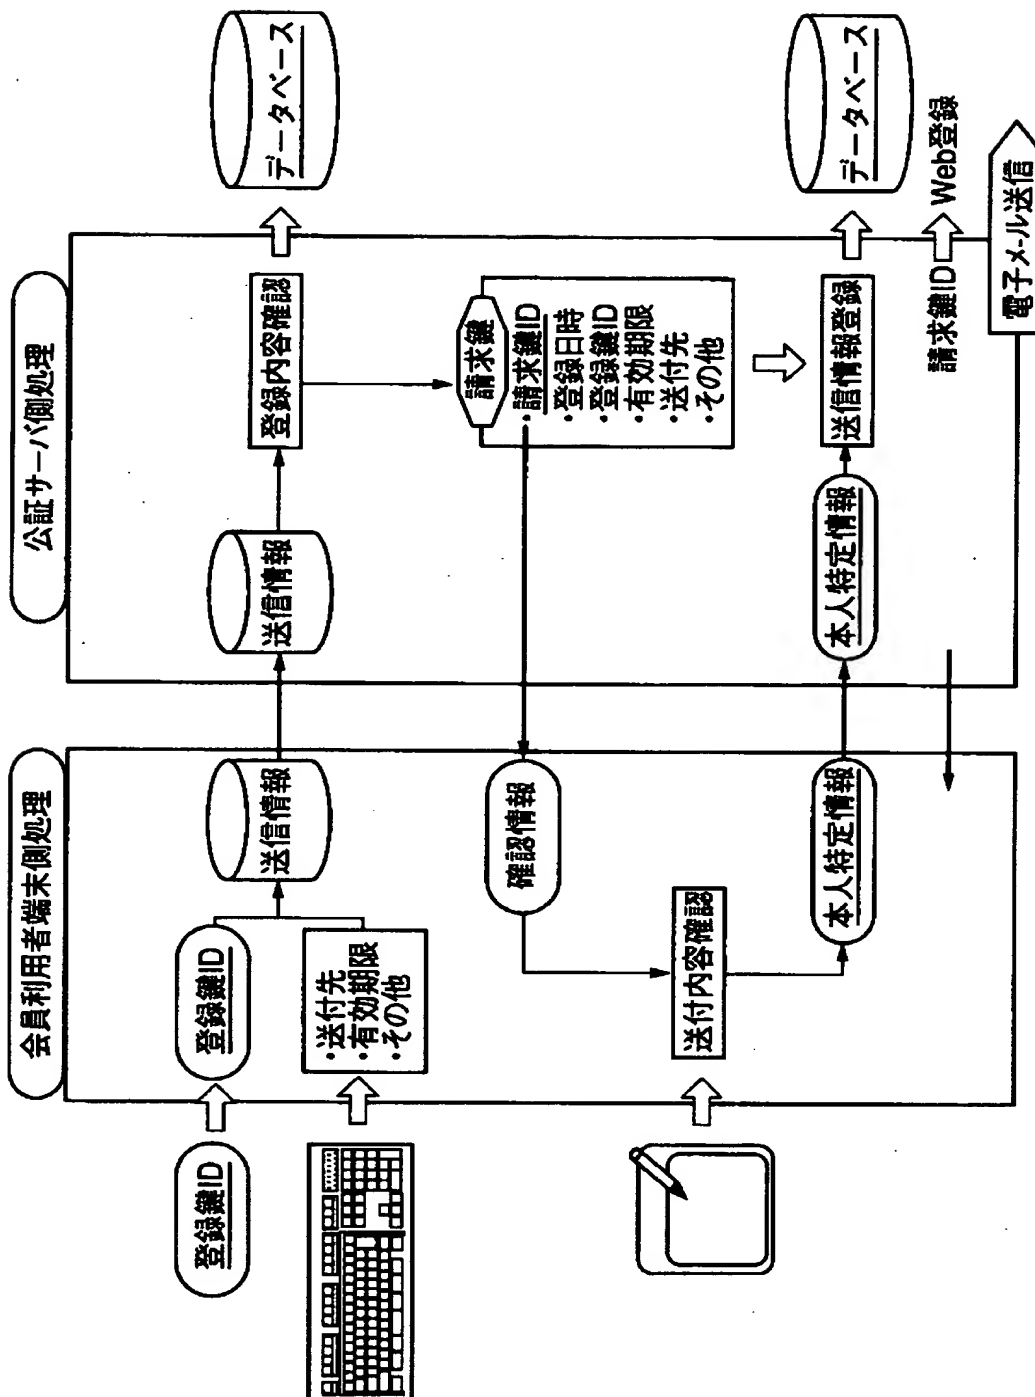 会員利用者端末側処理
公証サーバ側処理
登録鍵ID
登録鍵ID
・送付先
・有効期限
・その他
送信情報
送信情報
登録内容確認
データベース
請求鍵
・請求鍵ID
・登録日時
・登録鍵ID
・有効期限
・送付先
・その他
確認情報
送付内容確認
本人特定情報
本人特定情報
送信情報登録
データベース
請求鍵ID
Web登録
電子メール送信